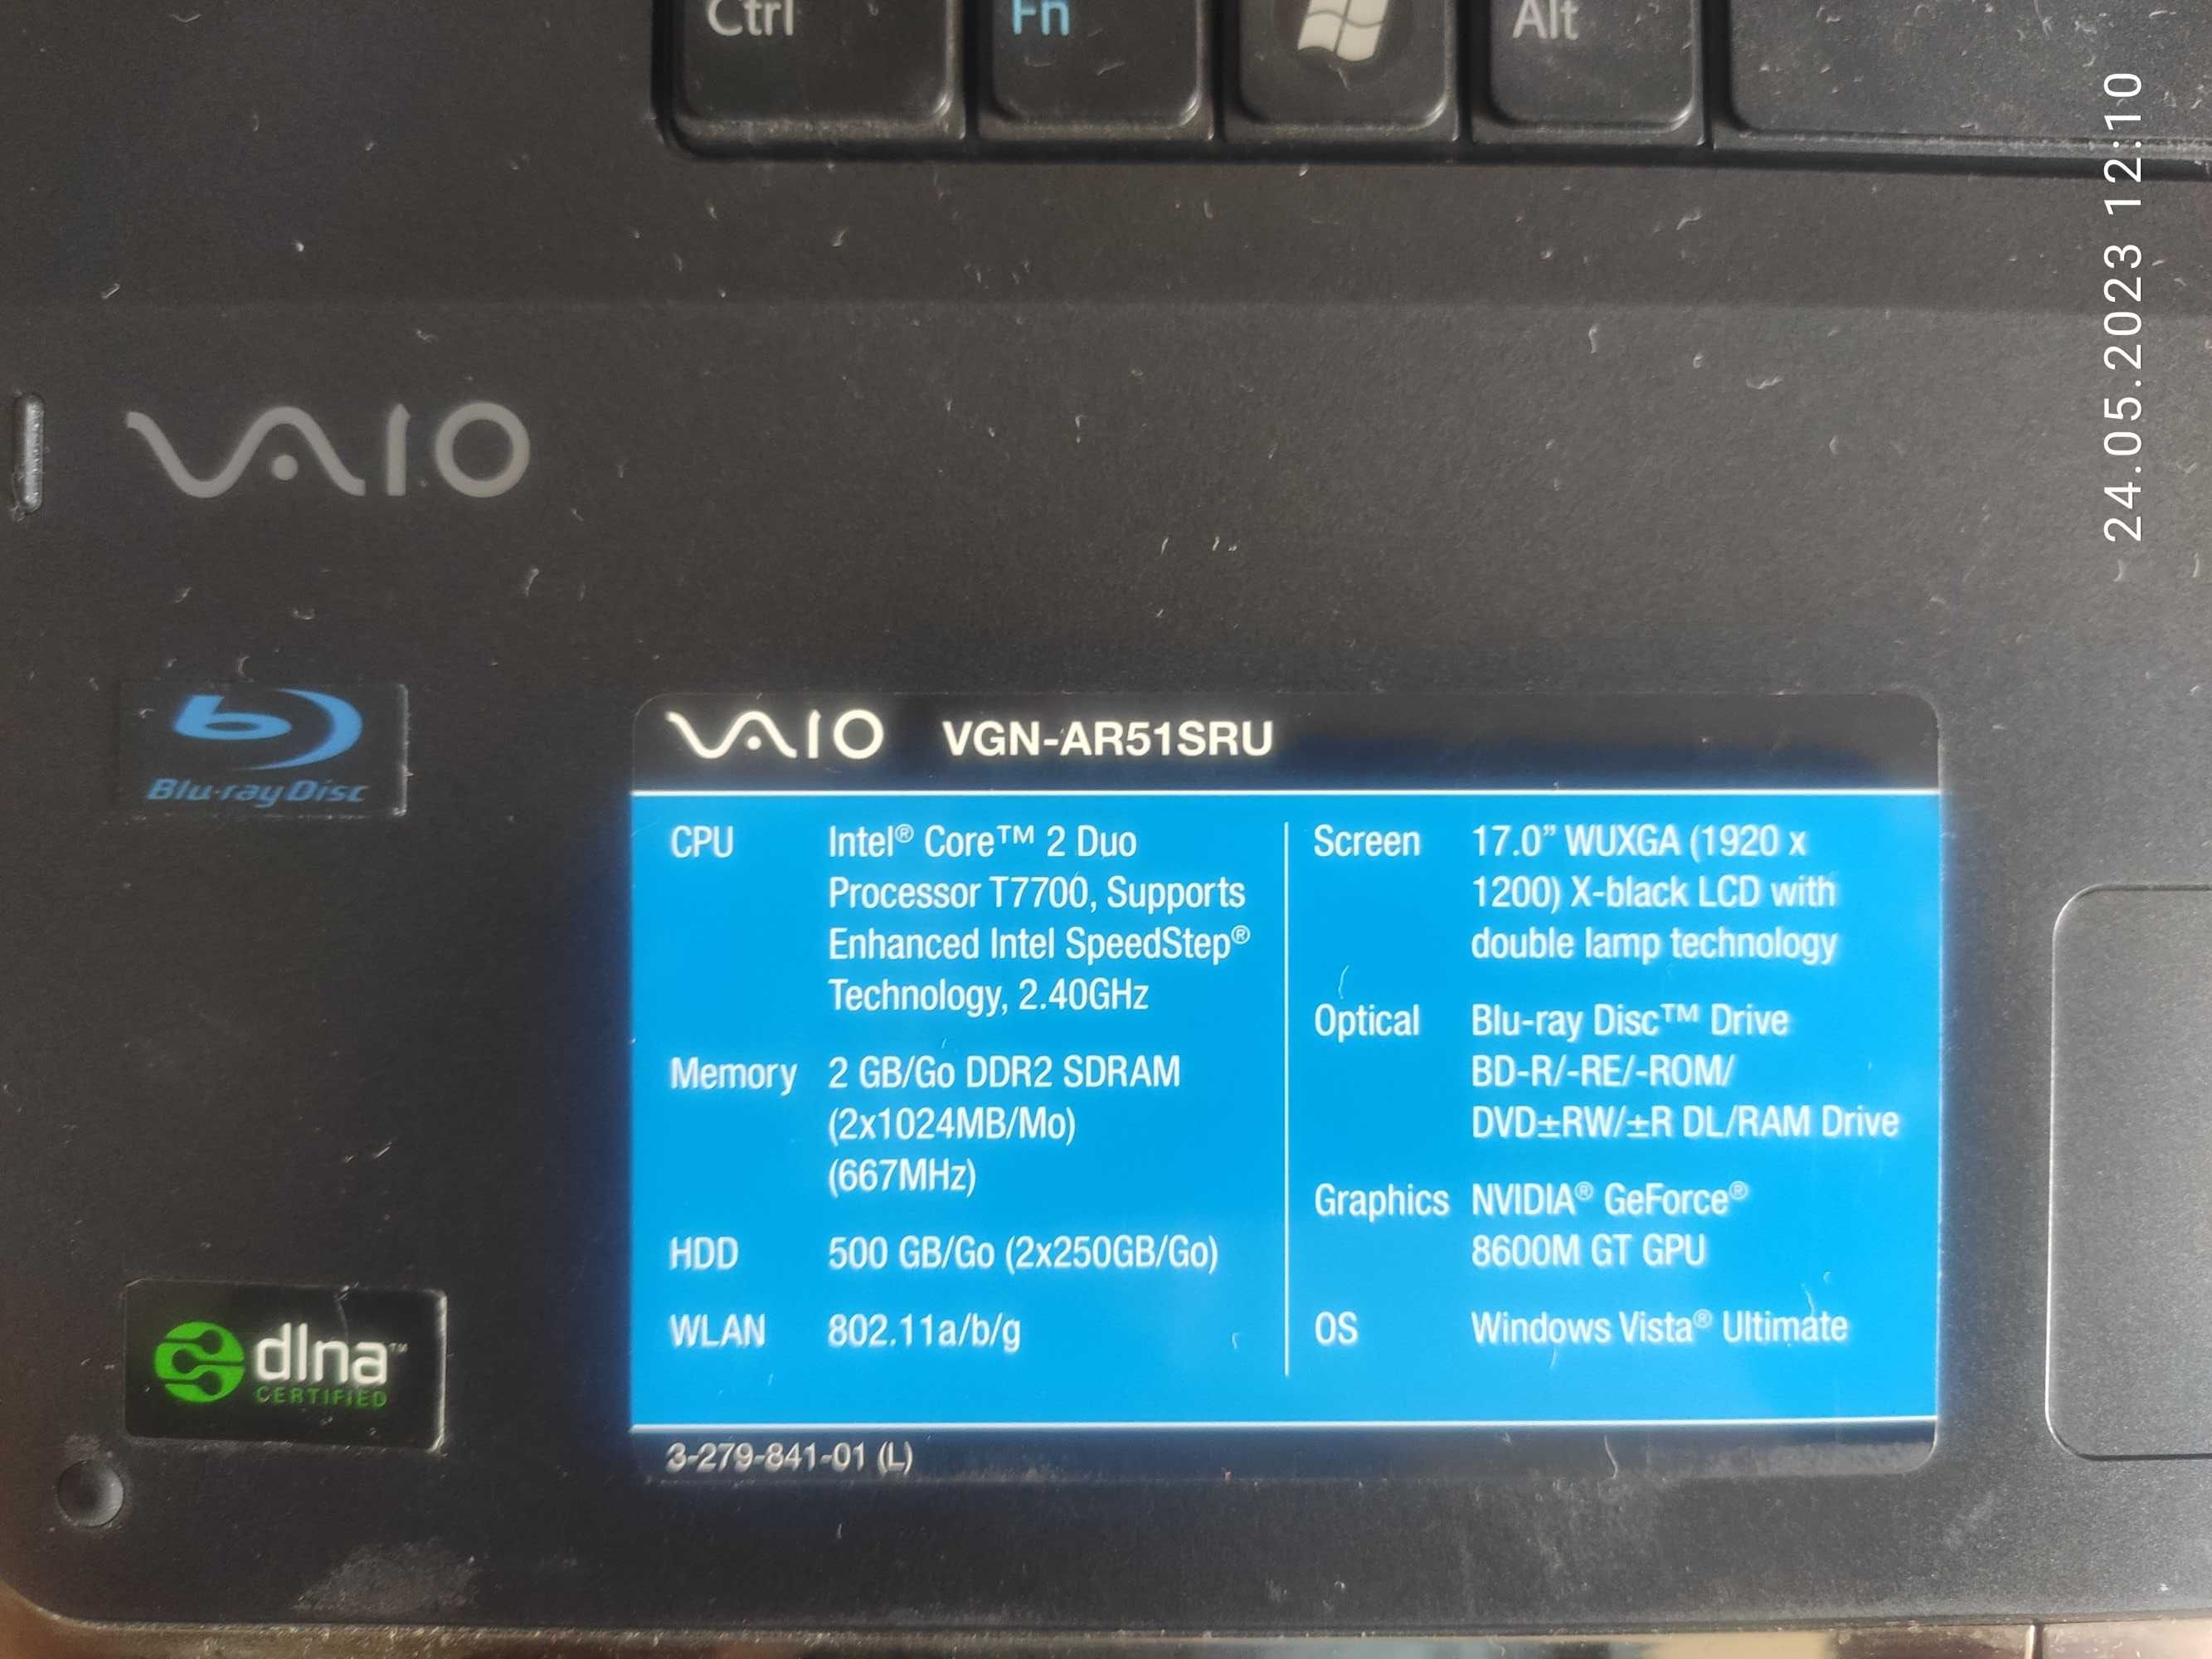 Ctrl Fn Alt
24.05.2023 12:10
VAIO
Blu-ray Disc
VAIO VGN-AR51SRU
CPU Intel® Core™ 2 Duo
Processor T7700, Supports
Enhanced Intel SpeedStep®
Technology, 2.40GHz
Memory 2 GB/Go DDR2 SDRAM
(2x1024MB/Mo)
(667MHz)
HDD 500 GB/Go (2x250GB/Go)
WLAN 802.11a/b/g
Screen 17.0” WUXGA (1920 x
1200) X-black LCD with
double lamp technology
Optical Blu-ray Disc™ Drive
BD-R/-RE/-ROM/
DVD±RW/±R DL/RAM Drive
Graphics NVIDIA® GeForce®
8600M GT GPU
OS Windows Vista® Ultimate
3-279-841-01 (L)
dlna™
CERTIFIED